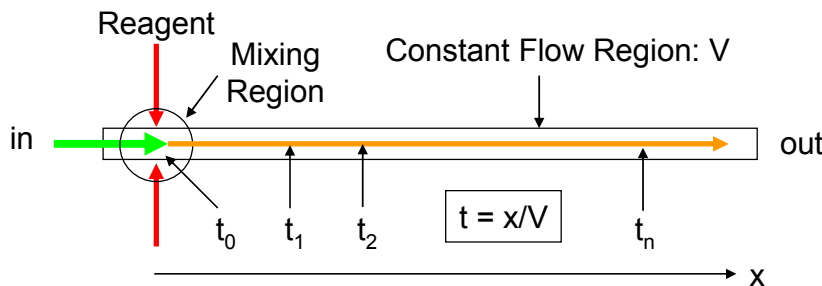 Reagent
Mixing
Region
Constant Flow Region: V
in
out
t0
t1
t2
t = x/V
tn
x